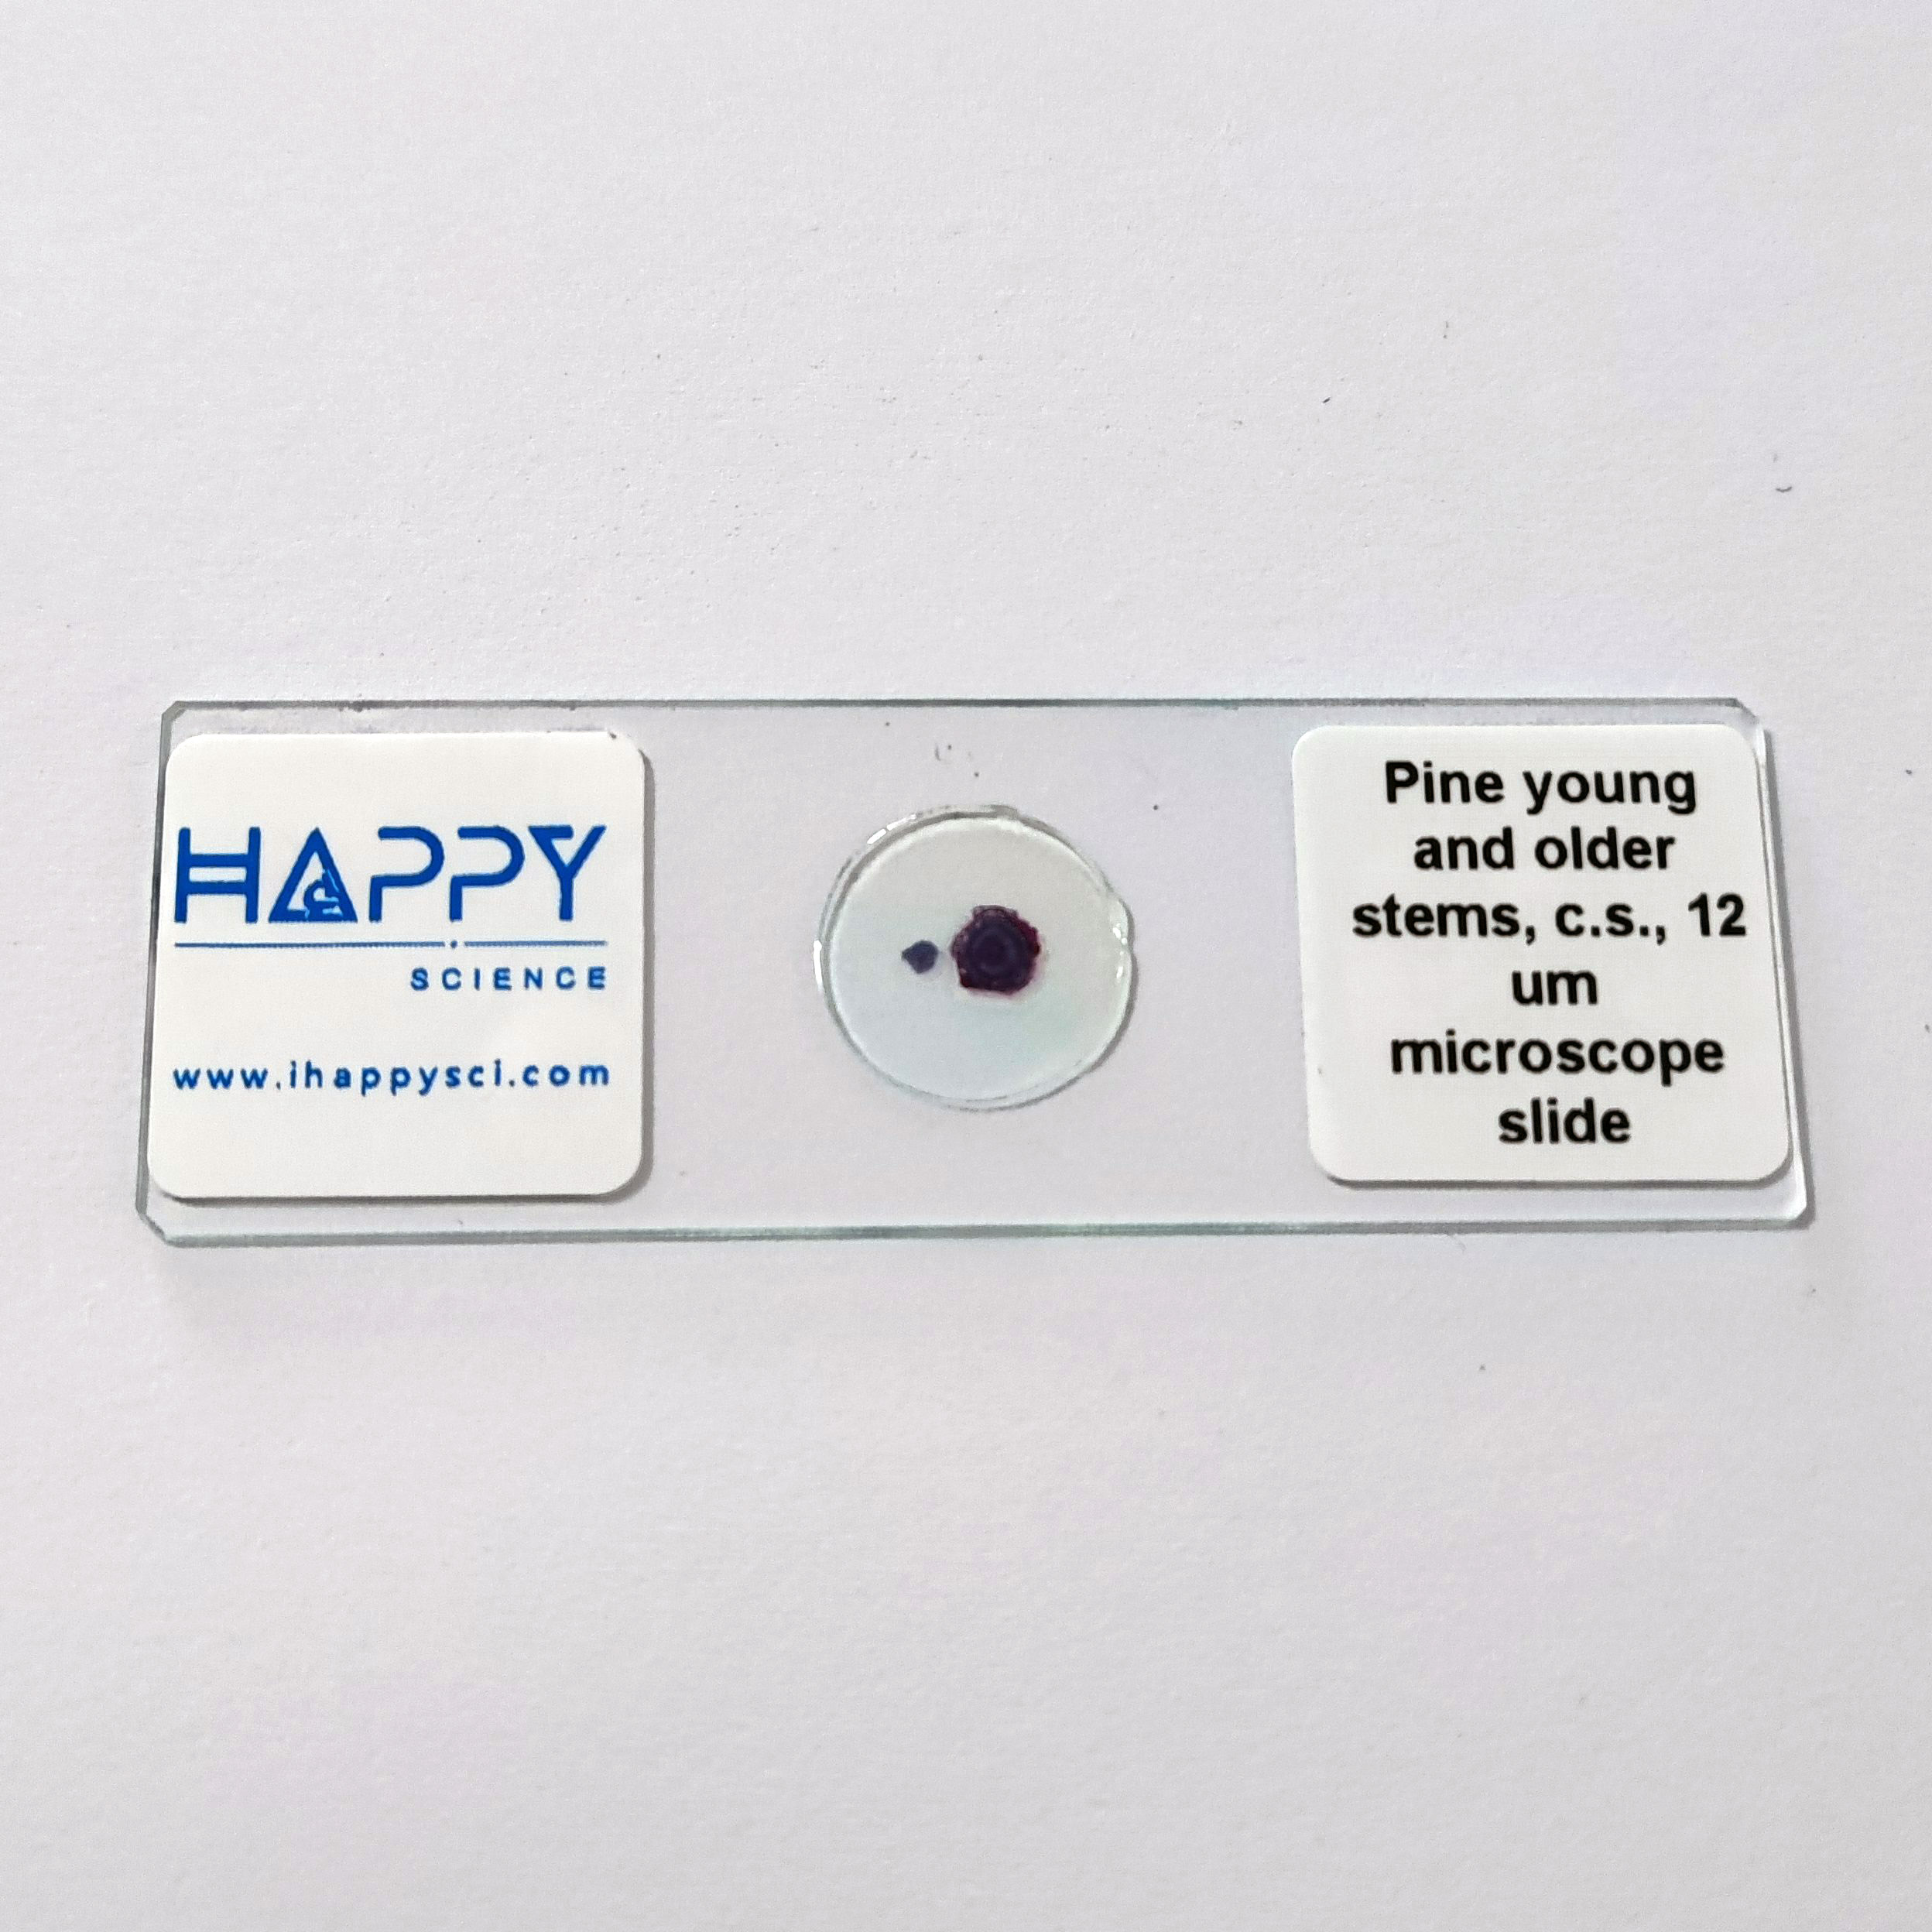 HAPPY
SCIENCE
www.ihappysci.com
Pine young
and older
stems, c.s., 12
um
microscope
slide